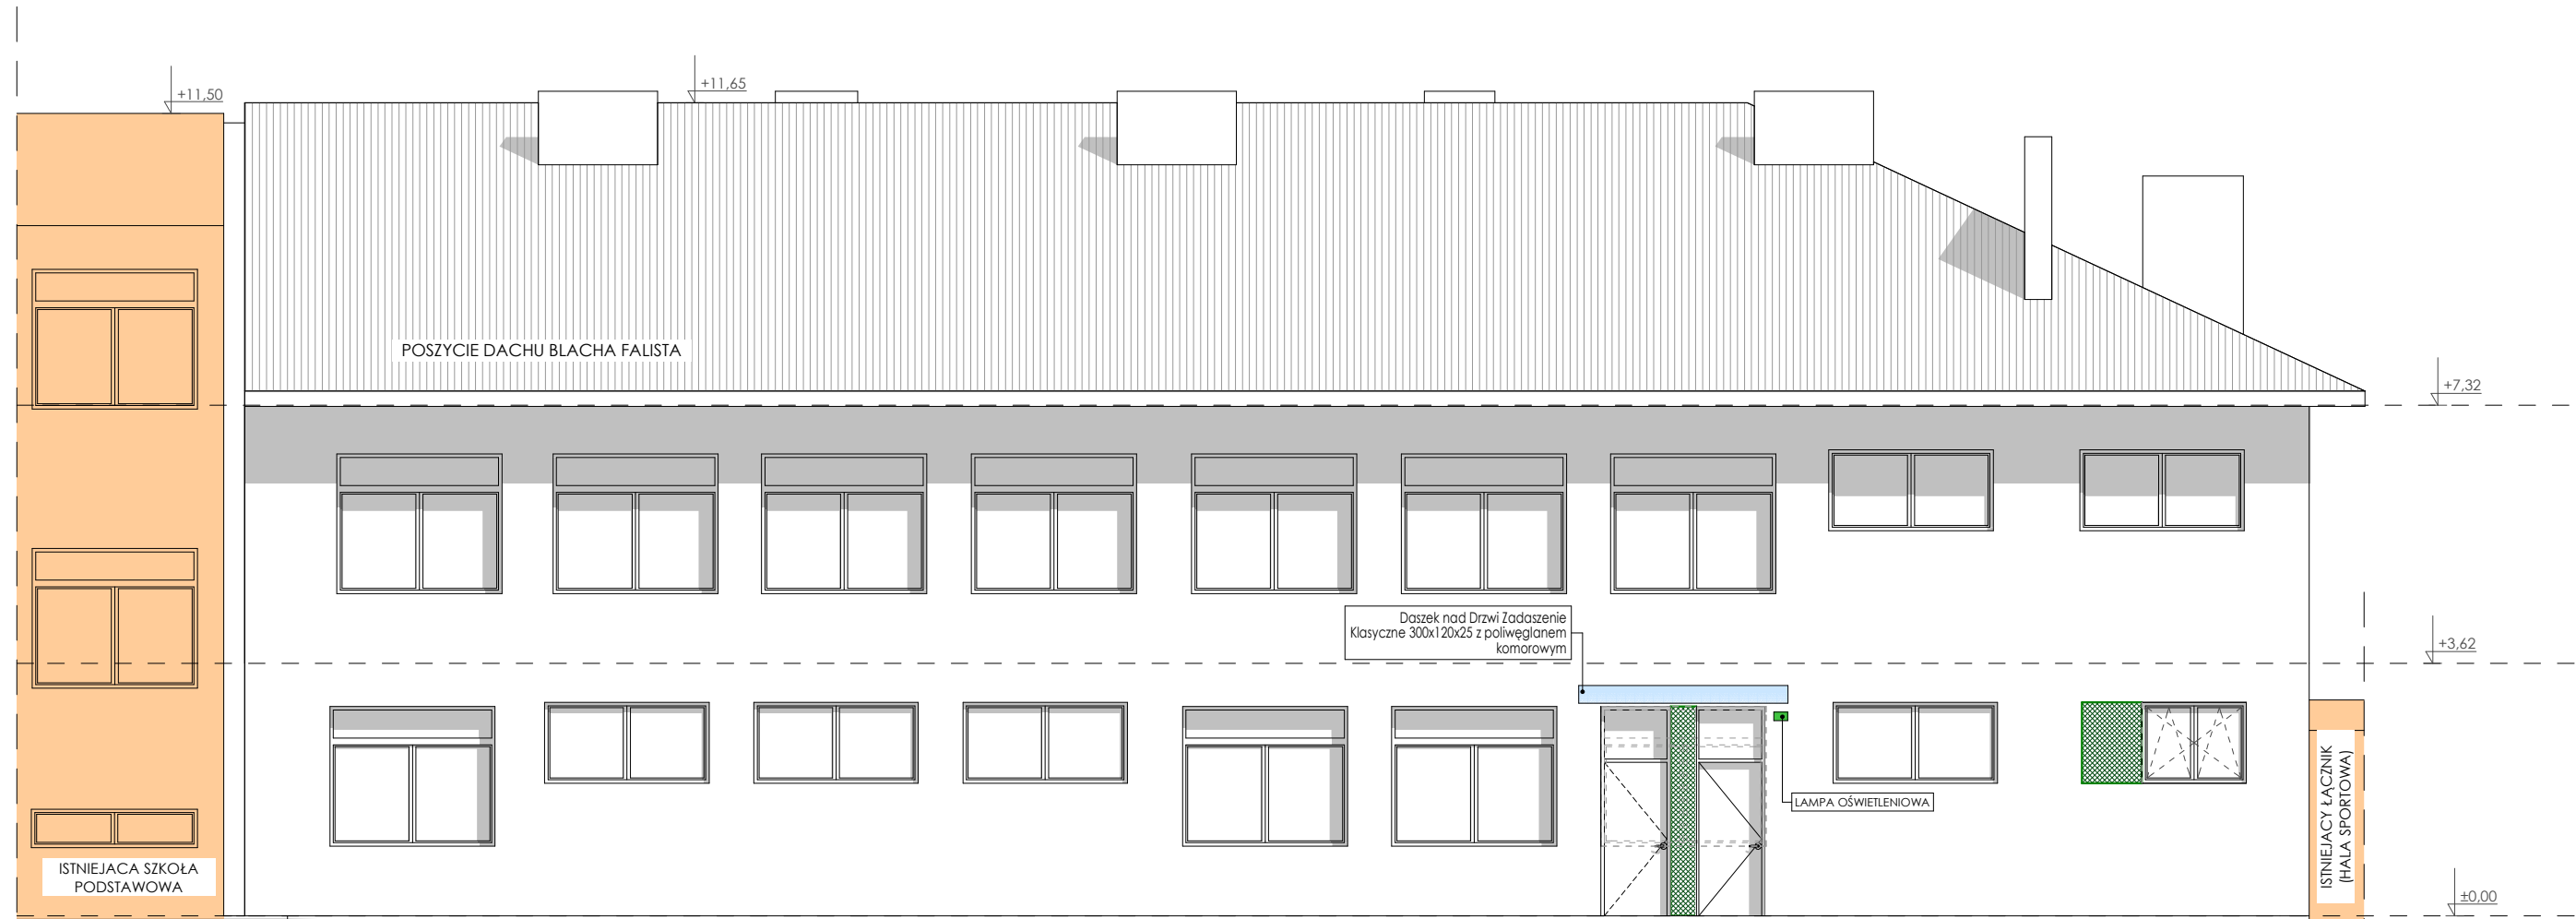 +11,50
+11,65
POSZYCIE DACHU BLACHA FALISTA
+7,32
Daszek nad Drzwi Zadaszenie
Klasyczne 300x120x25 z poliwęglanem
komorowym
+3,62
LAMPA OŚWIETLENIOWA
ISTNIEJACA SZKOŁA
PODSTAWOWA
ISTNIEJĄCY ŁĄCZNIK
(HALA SPORTOWA)
±0,00